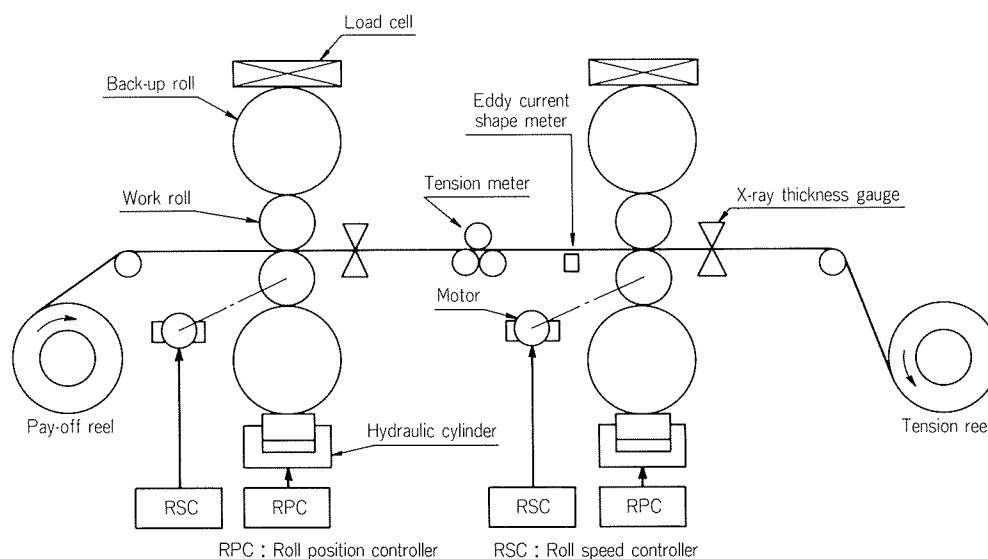 Load cell
Back-up roll
Eddy current
shape meter
Tension meter
Work roll
X-ray thickness gauge
Motor
Pay-off reel
Hydraulic cylinder
Tension reel
RSC
RPC
RSC
RPC
RPC : Roll position controller
RSC : Roll speed controller